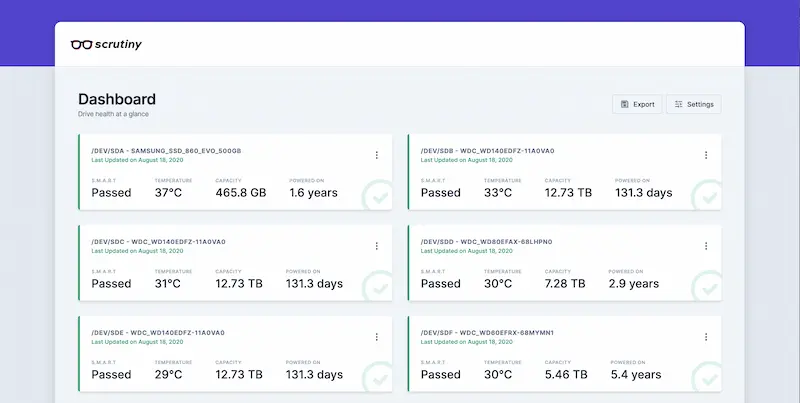 scrutiny
Dashboard
Drive health at a glance
Export
Settings
/DEV/SDA - SAMSUNG_SSD_860_EVO_500GB
Last Updated on August 18, 2020
S.M.A.R.T TEMPERATURE CAPACITY POWERED ON
Passed 37°C 465.8 GB 1.6 years
/DEV/SDB - WDC_WD140EDFZ-11A0VA0
Last Updated on August 18, 2020
S.M.A.R.T TEMPERATURE CAPACITY POWERED ON
Passed 33°C 12.73 TB 131.3 days
/DEV/SDC - WDC_WD140EDFZ-11A0VA0
Last Updated on August 18, 2020
S.M.A.R.T TEMPERATURE CAPACITY POWERED ON
Passed 31°C 12.73 TB 131.3 days
/DEV/SDD - WDC_WD80EFAX-68LHPN0
Last Updated on August 18, 2020
S.M.A.R.T TEMPERATURE CAPACITY POWERED ON
Passed 30°C 7.28 TB 2.9 years
/DEV/SDE - WDC_WD140EDFZ-11A0VA0
Last Updated on August 18, 2020
S.M.A.R.T TEMPERATURE CAPACITY POWERED ON
Passed 29°C 12.73 TB 131.3 days
/DEV/SDF - WDC_WD60EFRX-68MYMN1
Last Updated on August 18, 2020
S.M.A.R.T TEMPERATURE CAPACITY POWERED ON
Passed 30°C 5.46 TB 5.4 years